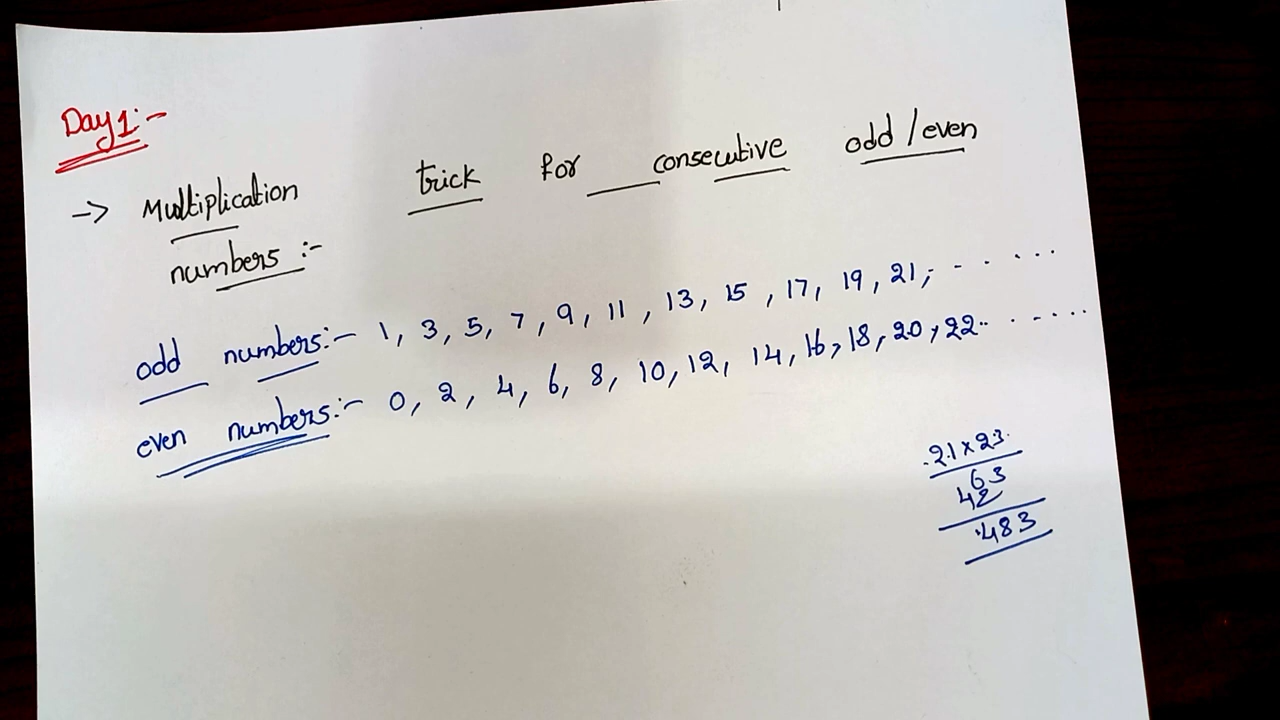 Day1:-
-> Multiplication trick for ___ consecutive odd/even
numbers :-
odd numbers:- 1, 3, 5, 7, 9, 11, 13, 15, 17, 19, 21, - - . . . . .
even numbers:- 0, 2, 4, 6, 8, 10, 12, 14, 16, 18, 20, 22.. . . . . . .
21x23
63
42
483